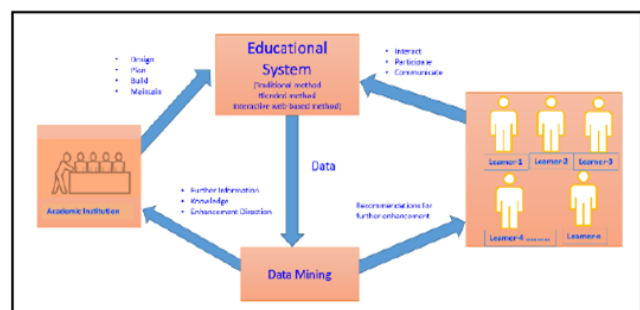 Design
Plan
Build
Maintain
Educational
System
(Traditional method
Blended method
Interactive web-based method)
Interact
Participate
Communicate
Academic Institution
Data
Further Information
Knowledge
Enhancement Direction
Recommendations for
further enhancement
Learner-1
Learner-2
Learner-3
Learner-4 ..........
Learner-n
Data Mining